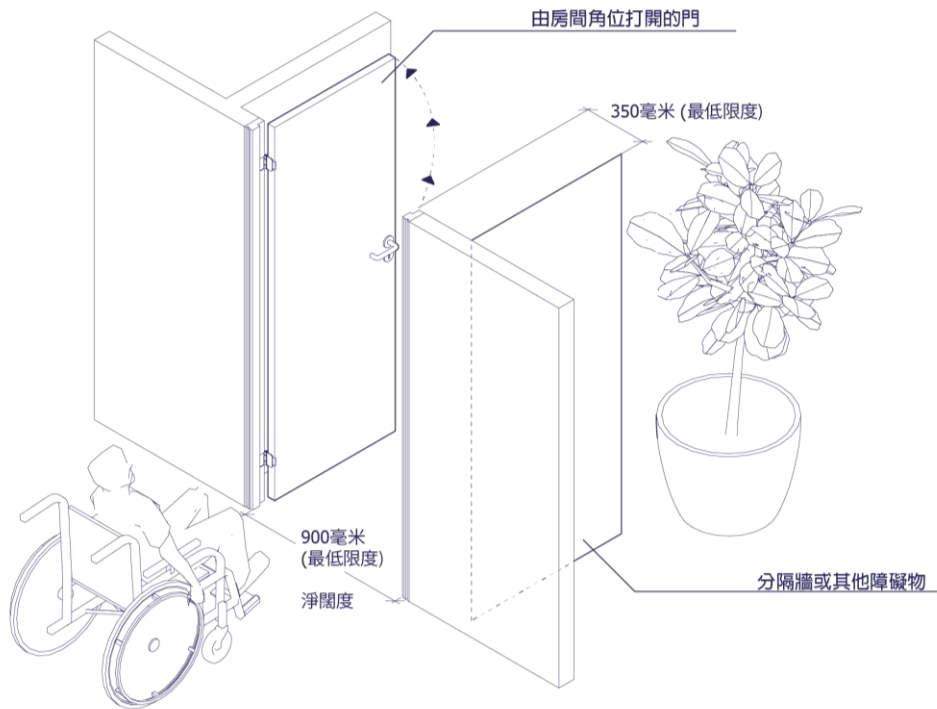 由房間角位打開的門
350毫米 (最低限度)
900毫米
(最低限度)
淨闊度
分隔牆或其他障礙物